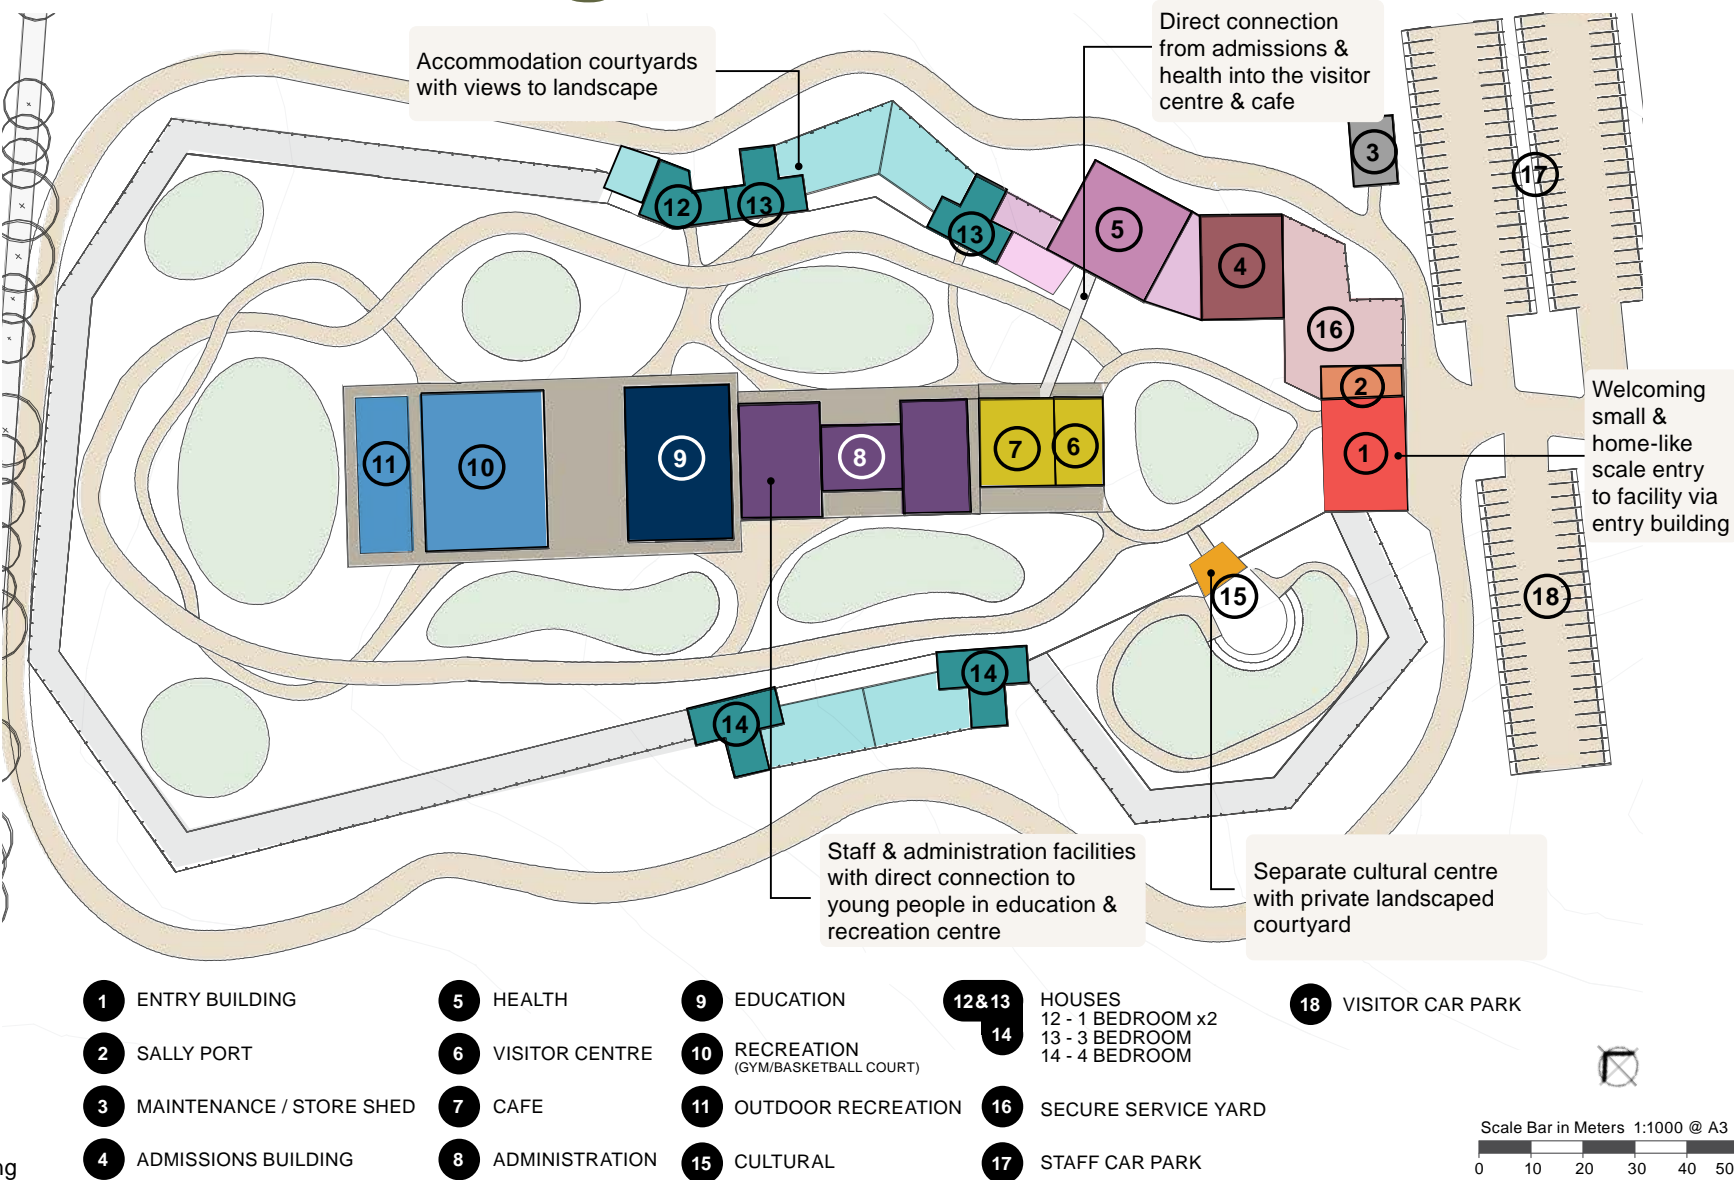 Accommodation courtyards
with views to landscape
Direct connection
from admissions &
health into the visitor
centre & cafe
3
17
12
13
13
5
4
16
2
1
Welcoming
small &
home-like
scale entry
to facility via
entry building
11
10
9
8
7
6
15
18
14
14
Staff & administration facilities
with direct connection to
young people in education &
recreation centre
Separate cultural centre
with private landscaped
courtyard
1 ENTRY BUILDING
2 SALLY PORT
3 MAINTENANCE / STORE SHED
4 ADMISSIONS BUILDING
5 HEALTH
6 VISITOR CENTRE
7 CAFE
8 ADMINISTRATION
9 EDUCATION
10 RECREATION
(GYM/BASKETBALL COURT)
11 OUTDOOR RECREATION
15 CULTURAL
12&13 HOUSES
14
12 - 1 BEDROOM x2
13 - 3 BEDROOM
14 - 4 BEDROOM
16 SECURE SERVICE YARD
17 STAFF CAR PARK
18 VISITOR CAR PARK
Scale Bar in Meters 1:1000 @ A3
0 10 20 30 40 50